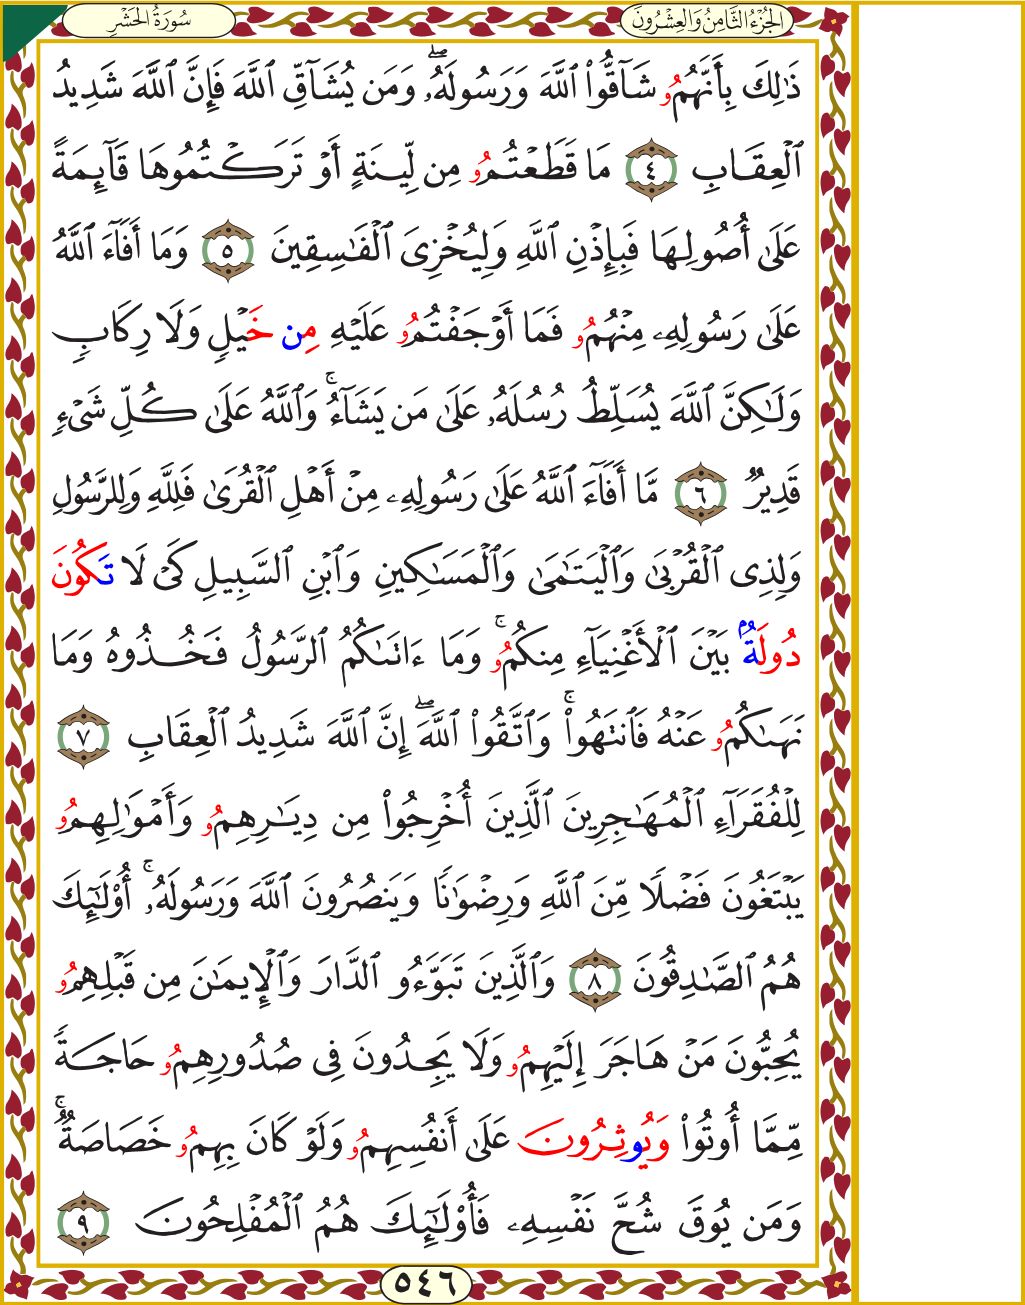 سُورَةُ الحَشْرِ
الجُزْءُ الثَّامِنُ وَالعِشْرُونَ
ذَٰلِكَ بِأَنَّهُمُۥ شَآقُّوا۟ ٱللَّهَ وَرَسُولَهُۥۖ وَمَن يُشَآقِّ ٱللَّهَ فَإِنَّ ٱللَّهَ شَدِيدُ
ٱلْعِقَابِ ٤ مَا قَطَعْتُمُۥ مِن لِّينَةٍ أَوْ تَرَكْتُمُوهَا قَآئِمَةً
عَلَىٰٓ أُصُولِهَا فَبِإِذْنِ ٱللَّهِ وَلِيُخْزِىَ ٱلْفَٰسِقِينَ ٥ وَمَآ أَفَآءَ ٱللَّهُ
عَلَىٰ رَسُولِهِۦ مِنْهُمُۥ فَمَآ أَوْجَفْتُمُۥ عَلَيْهِ مِن خَيْلٍ وَلَا رِكَابٍ
وَلَٰكِنَّ ٱللَّهَ يُسَلِّطُ رُسُلَهُۥ عَلَىٰ مَن يَشَآءُۚ وَٱللَّهُ عَلَىٰ كُلِّ شَىْءٍ
قَدِيرٌ ٦ مَّآ أَفَآءَ ٱللَّهُ عَلَىٰ رَسُولِهِۦ مِنْ أَهْلِ ٱلْقُرَىٰ فَلِلَّهِ وَلِلرَّسُولِ
وَلِذِى ٱلْقُرْبَىٰ وَٱلْيَتَٰمَىٰ وَٱلْمَسَٰكِينِ وَٱبْنِ ٱلسَّبِيلِ كَىْ لَا تَكُونَ
دُولَةٌۢ بَيْنَ ٱلْأَغْنِيَآءِ مِنكُمُۥۚ وَمَآ ءَاتَىٰكُمُ ٱلرَّسُولُ فَخُذُوهُ وَمَا
نَهَىٰكُمُۥ عَنْهُ فَٱنتَهُوا۟ۚ وَٱتَّقُوا۟ ٱللَّهَۖ إِنَّ ٱللَّهَ شَدِيدُ ٱلْعِقَابِ ٧
لِلْفُقَرَآءِ ٱلْمُهَٰجِرِينَ ٱلَّذِينَ أُخْرِجُوا۟ مِن دِيَٰرِهِمُۥ وَأَمْوَٰلِهِمُۥ
يَبْتَغُونَ فَضْلًا مِّنَ ٱللَّهِ وَرِضْوَٰنًا وَيَنصُرُونَ ٱللَّهَ وَرَسُولَهُۥٓۚ أُو۟لَٰٓئِكَ
هُمُ ٱلصَّٰدِقُونَ ٨ وَٱلَّذِينَ تَبَوَّءُو ٱلدَّارَ وَٱلْإِيمَٰنَ مِن قَبْلِهِمُۥ
يُحِبُّونَ مَنْ هَاجَرَ إِلَيْهِمُۥ وَلَا يَجِدُونَ فِى صُدُورِهِمُۥ حَاجَةً
مِّمَّآ أُوتُوا۟ وَيُوثِرُونَ عَلَىٰٓ أَنفُسِهِمُۥ وَلَوْ كَانَ بِهِمُۥ خَصَاصَةٌۚ
وَمَن يُوقَ شُحَّ نَفْسِهِۦ فَأُو۟لَٰٓئِكَ هُمُ ٱلْمُفْلِحُونَ ٩
٥٤٦